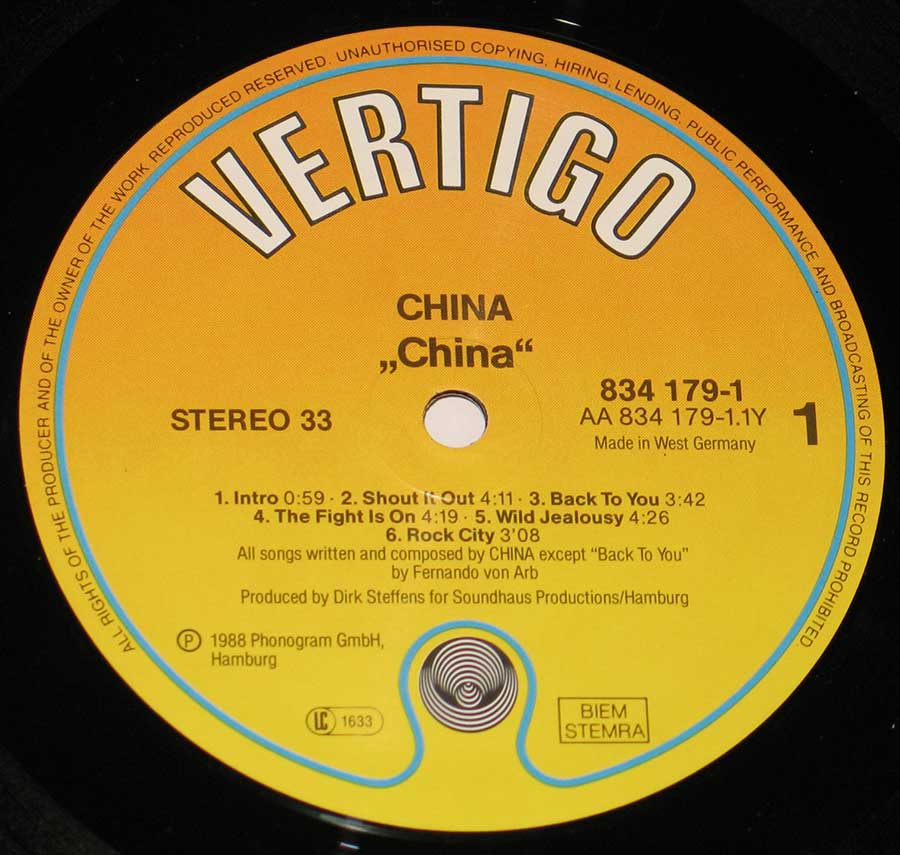 ALL RIGHTS OF THE PRODUCER AND OF THE OWNER OF THE WORK REPRODUCED RESERVED. UNAUTHORISED COPYING, HIRING, LENDING, PUBLIC PERFORMANCE AND BROADCASTING OF THIS RECORD PROHIBITED.
VERTIGO
CHINA
„China“
STEREO 33
834 179-1
AA 834 179-1.1Y
Made in West Germany
1
1. Intro 0:59 · 2. Shout It Out 4:11 · 3. Back To You 3:42
4. The Fight Is On 4:19 · 5. Wild Jealousy 4:26
6. Rock City 3'08
All songs written and composed by CHINA except “Back To You”
by Fernando von Arb
Produced by Dirk Steffens for Soundhaus Productions/Hamburg
℗ 1988 Phonogram GmbH,
Hamburg
LC 1633
BIEM
STEMRA